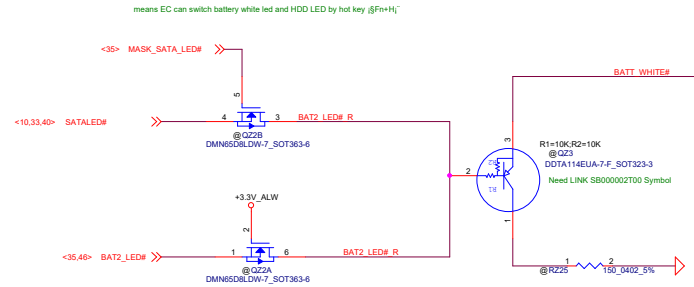 means EC can switch battery white led and HDD LED by hot key ¡§Fn+H¡¨
<35> MASK_SATA_LED#
BATT_WHITE#
5
<10,33,40> SATALED#
4
3
BAT2_LED#_R
@QZ2B
DMN65D8LDW-7_SOT363-6
R1=10K;R2=10K
@QZ3
DDTA114EUA-7-F_SOT323-3
3
R2
2
R1
Need LINK SB000002T00 Symbol
+3.3V_ALW
2
1
<35,46> BAT2_LED#
1
6
BAT2_LED#_R
@QZ2A
DMN65D8LDW-7_SOT363-6
1
2
@RZ25
150_0402_5%